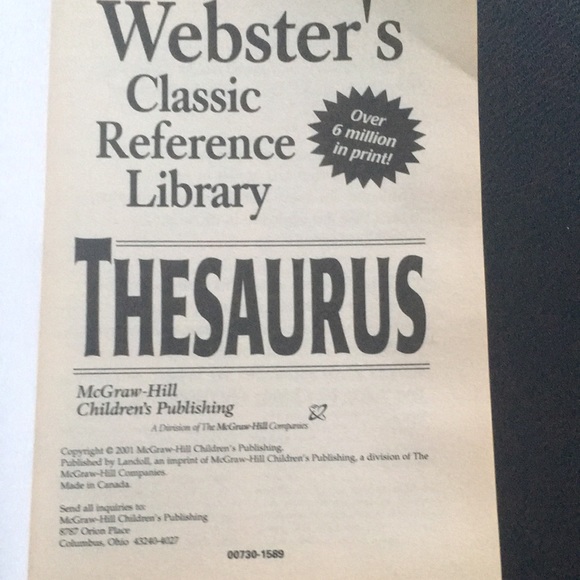 Webster's
Classic
Reference
Library
Over
6 million
in print!
THESAURUS
McGraw-Hill
Children's Publishing
A Division of The McGraw-Hill Companies
Copyright © 2001 McGraw-Hill Children's Publishing.
Published by Landoll, an imprint of McGraw-Hill Children's Publishing, a division of The
McGraw-Hill Companies.
Made in Canada.
Send all inquiries to:
McGraw-Hill Children's Publishing
8787 Orion Place
Columbus, Ohio 43240-4027
00730-1589